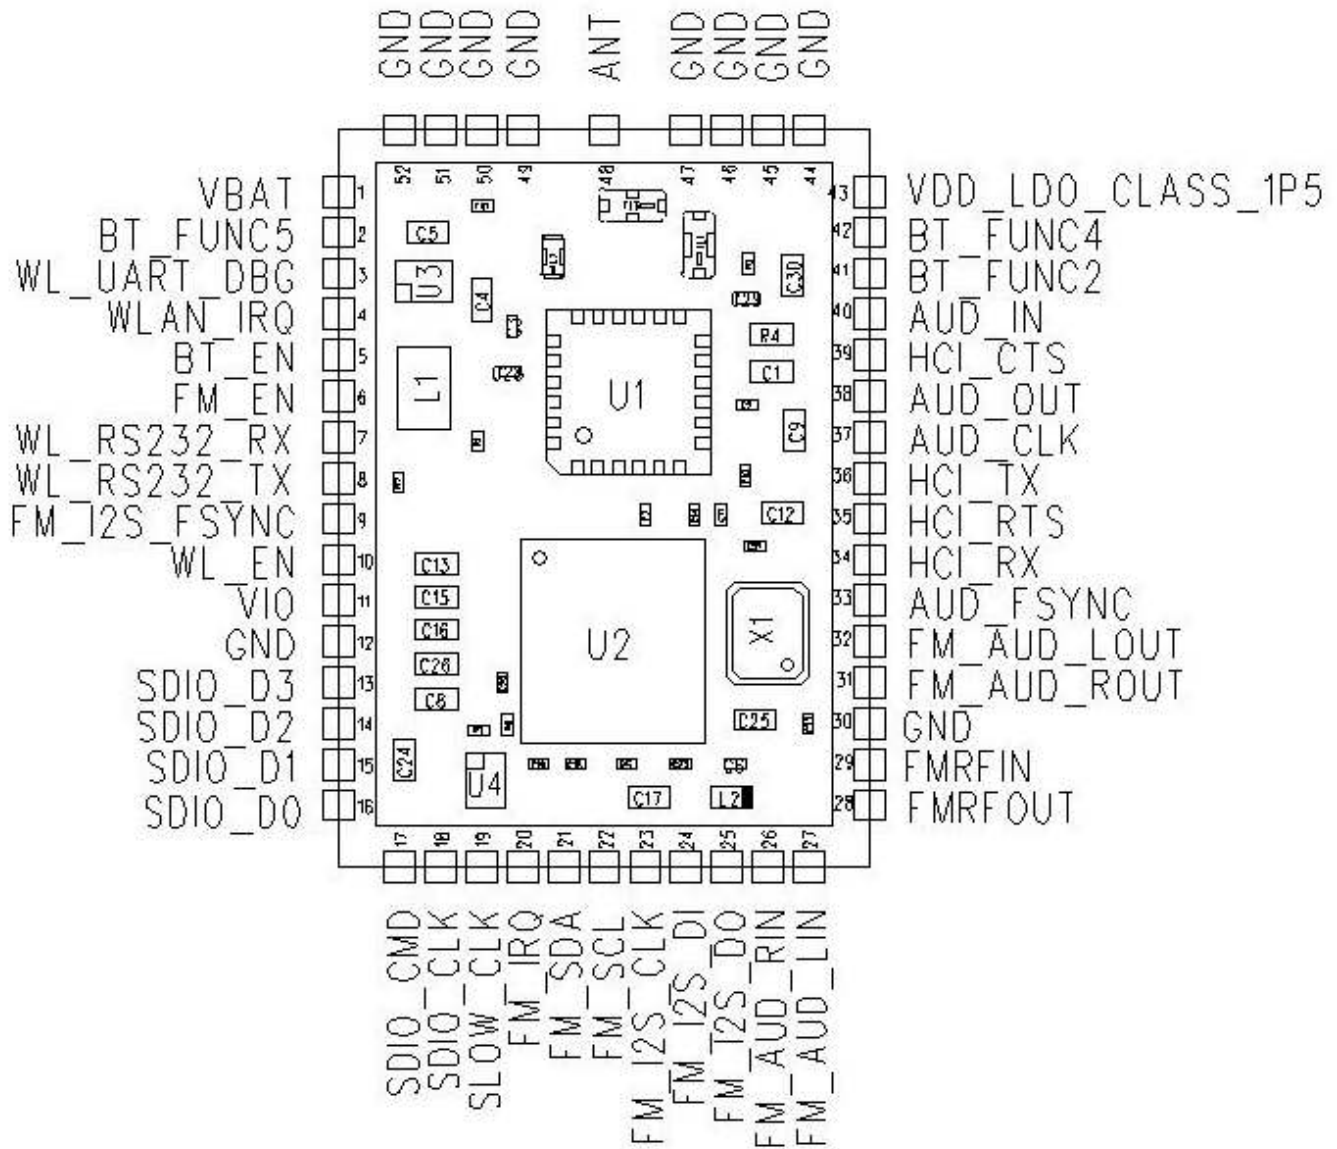 GND
GND
GND
GND
ANT
GND
GND
GND
GND
52
51
50
49
48
47
46
45
44
VBAT
1
BT_FUNC5
2
WL_UART_DBG
3
WLAN_IRQ
4
BT_EN
5
FM_EN
6
WL_RS232_RX
7
WL_RS232_TX
8
FM_I2S_FSYNC
9
WL_EN
10
VIO
11
GND
12
SDIO_D3
13
SDIO_D2
14
SDIO_D1
15
SDIO_D0
16
C5
U3
C4
L1
C30
R4
C1
U1
C9
C12
C13
C15
C16
C26
C8
U2
X1
C25
C24
U4
C17
L2
43
VDD_LDO_CLASS_1P5
42
BT_FUNC4
41
BT_FUNC2
40
AUD_IN
39
HCI_CTS
38
AUD_OUT
37
AUD_CLK
36
HCI_TX
35
HCI_RTS
34
HCI_RX
33
AUD_FSYNC
32
FM_AUD_LOUT
31
FM_AUD_ROUT
30
GND
29
FMRFIN
28
FMRFOUT
17
18
19
20
21
22
23
24
25
26
27
SDIO_CMD
SDIO_CLK
SLOW_CLK
FM_IRQ
FM_SDA
FM_SCL
FM_I2S_CLK
FM_I2S_DI
FM_I2S_DO
FM_AUD_RIN
FM_AUD_LIN